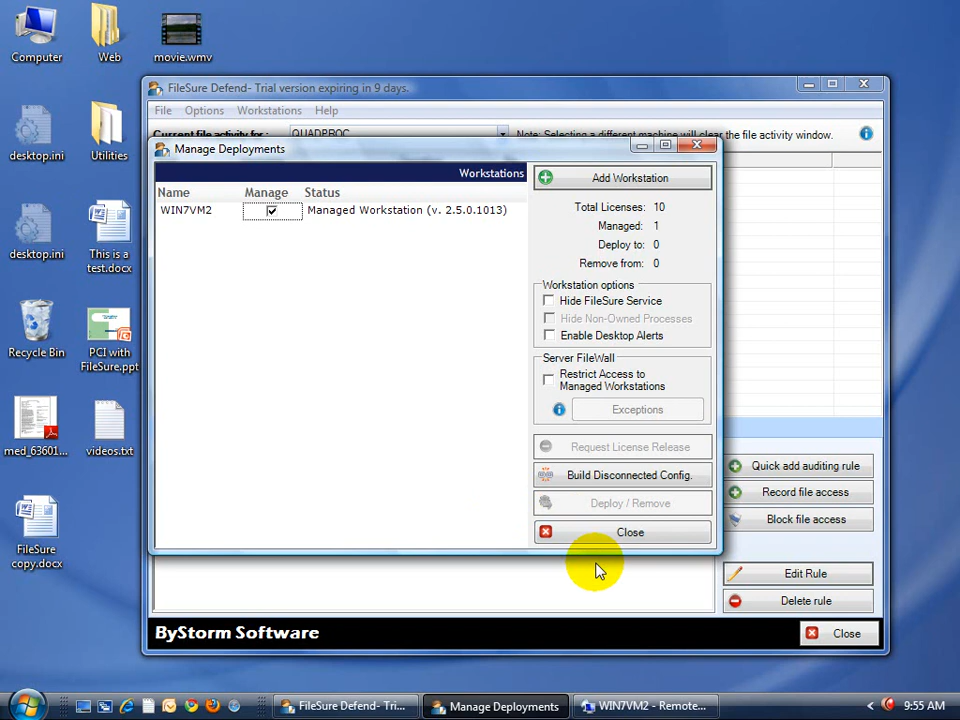 Computer
Web
movie.wmv
desktop.ini
Utilities
desktop.ini
This is a
test.docx
Recycle Bin
PCI with
FileSure.ppt
med_63601...
videos.txt
FileSure
copy.docx
FileSure Defend- Trial version expiring in 9 days.
File Options Workstations Help
Current file activity for : QUADPROC Note: Selecting a different machine will clear the file activity window.
Manage Deployments
Workstations
Name Manage Status
WIN7VM2 Managed Workstation (v. 2.5.0.1013)
Add Workstation
Total Licenses: 10
Managed: 1
Deploy to: 0
Remove from: 0
Workstation options
Hide FileSure Service
Hide Non-Owned Processes
Enable Desktop Alerts
Server FileWall
Restrict Access to
Managed Workstations
Exceptions
Request License Release
Build Disconnected Config.
Deploy / Remove
Close
Quick add auditing rule
Record file access
Block file access
Edit Rule
Delete rule
ByStorm Software
Close
FileSure Defend- Tri...
Manage Deployments
WIN7VM2 - Remote...
9:55 AM